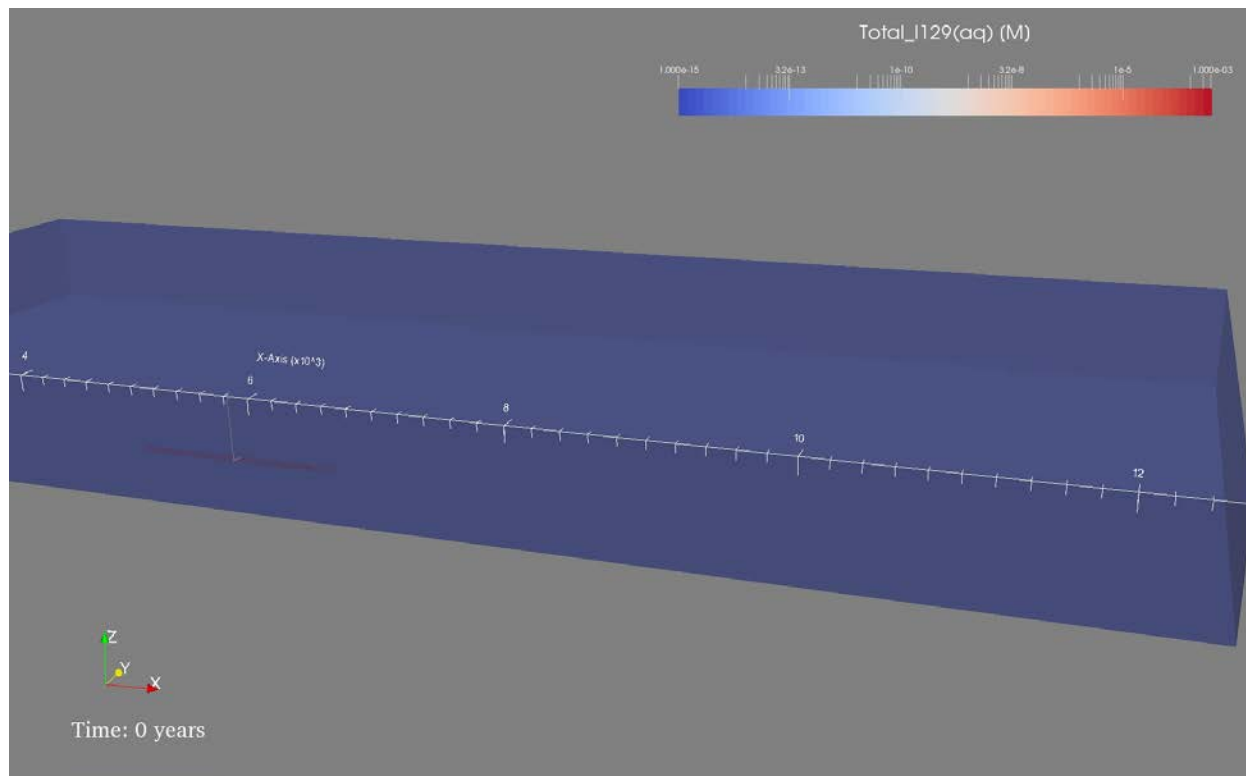 Total_I129(aq) [M]
1.000e-15 3.2e-13 1e-10 3.2e-8 1e-5 1.000e-03
X-Axis (x10^3)
4 6 8 10 12
Z
Y
X
Time: 0 years